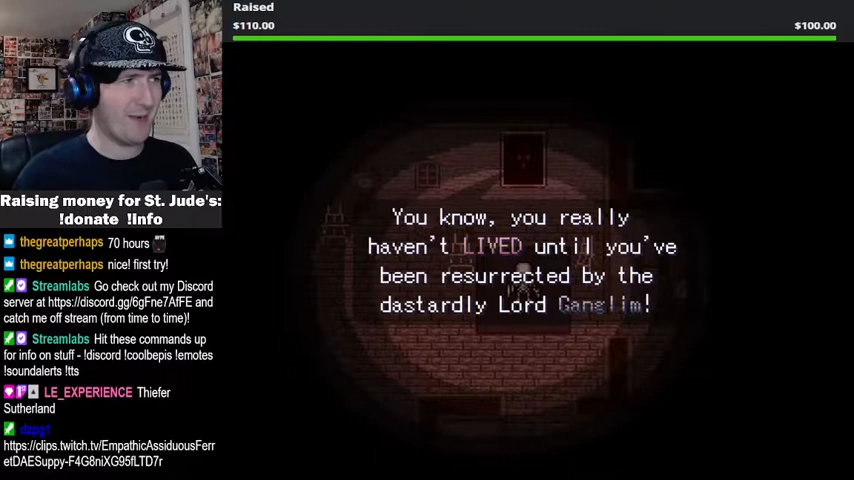 Raised
$110.00 $100.00
You know, you really
haven't LIVED until you've
been resurrected by the
dastardly Lord Ganglim!
Raising money for St. Jude's:
!donate !Info
thegreatperhaps 70 hours
thegreatperhaps nice! first try!
Streamlabs Go check out my Discord
server at https://discord.gg/6gFne7AfFE and
catch me off stream (from time to time)!
Streamlabs Hit these commands up
for info on stuff - !discord !coolbepis !emotes
!soundalerts !tts
LE_EXPERIENCE Thiefer
Sutherland
dzpg1
https://clips.twitch.tv/EmpathicAssiduousFerr
etDAESuppy-F4G8niXG95fLTD7r